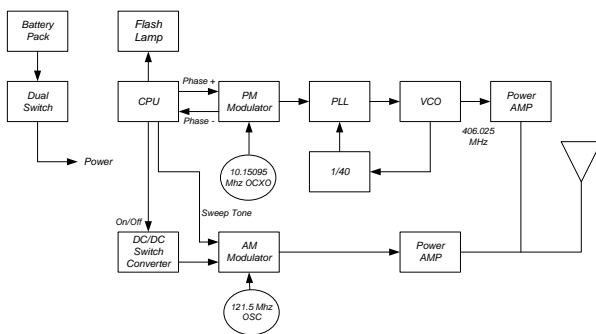 Battery
Pack
Flash
Lamp
Dual
Switch
CPU
Phase +
Phase -
PM
Modulator
PLL
VCO
Power
AMP
406.025
MHz
Power
10.15095
Mhz OCXO
1/40
On/Off
Sweep Tone
DC/DC
Switch
Converter
AM
Modulator
Power
AMP
121.5 Mhz
OSC